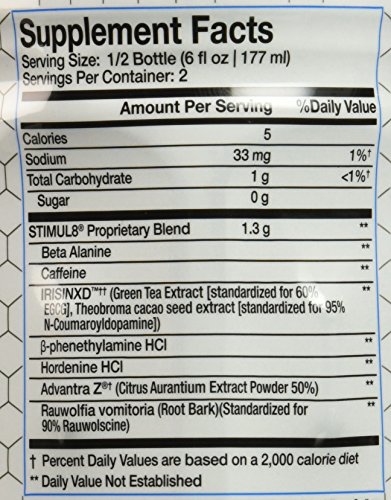 Supplement Facts
Serving Size: 1/2 Bottle (6 fl oz | 177 ml)
Servings Per Container: 2
Amount Per Serving %Daily Value
Calories 5
Sodium 33 mg 1%†
Total Carbohydrate 1 g <1%†
Sugar 0 g
STIMUL8® Proprietary Blend 1.3 g **
Beta Alanine **
Caffeine **
IRISINXD™†† (Green Tea Extract [standardized for 60% **
EGCG], Theobroma cacao seed extract [standardized for 95%
N-Coumaroyldopamine])
β-phenethylamine HCl **
Hordenine HCl **
Advantra Z®† (Citrus Aurantium Extract Powder 50%) **
Rauwolfia vomitoria (Root Bark)(Standardized for **
90% Rauwolscine)
† Percent Daily Values are based on a 2,000 calorie diet
** Daily Value Not Established